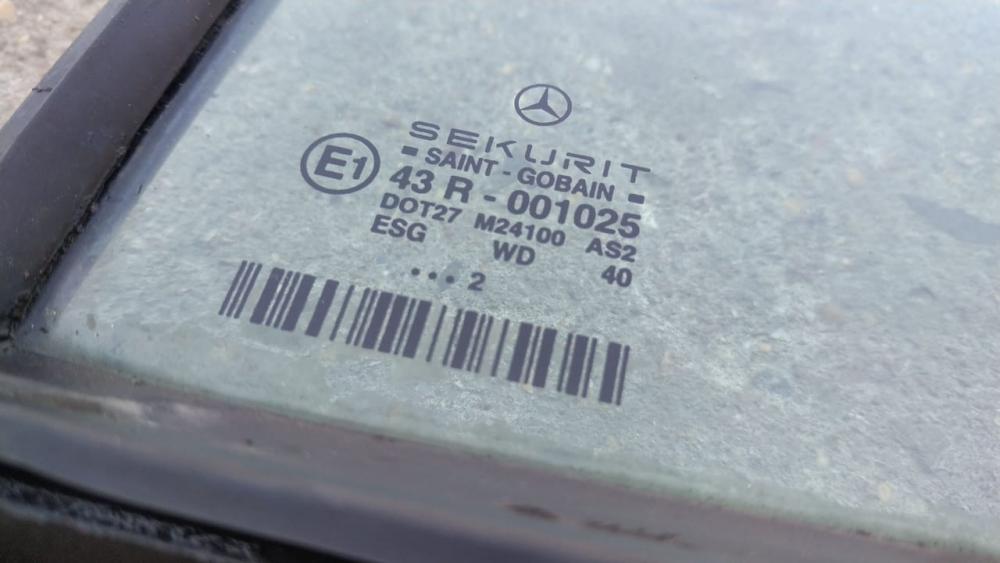 SEKURIT
SAINT - GOBAIN
E1
43 R - 001025
DOT27 M24100 AS2
ESG WD 40
... 2